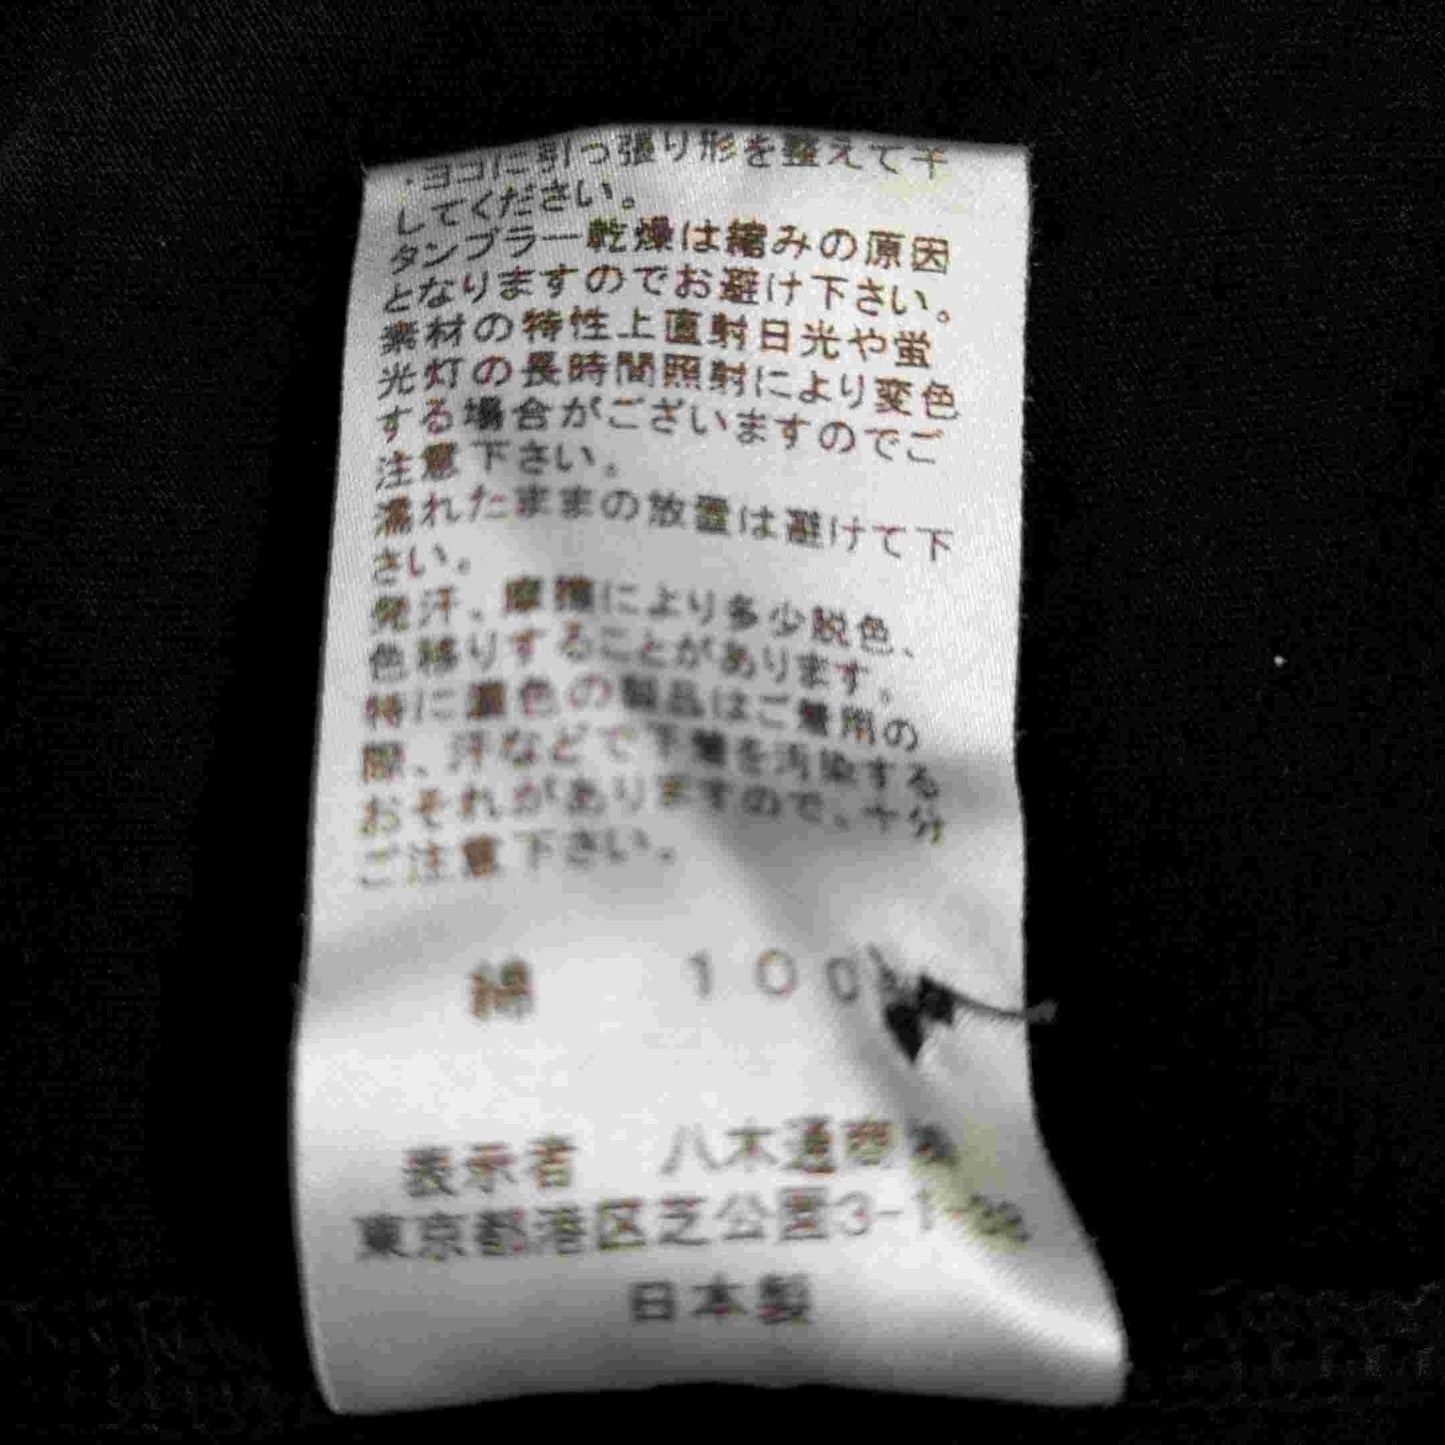 ・ヨコに引っ張り形を整えて干
してください。
タンブラー乾燥は縮みの原因
となりますのでお避け下さい。
素材の特性上直射日光や蛍
光灯の長時間照射により変色
する場合がございますのでご
注意下さい。
濡れたままの放置は避けて下
さい。
発汗、摩擦により多少脱色、
色移りすることがあります。
特に濃色の製品はご着用の
際、汗などで下着を汚染する
おそれがありますので、十分
ご注意下さい。
綿 100
表示者 八木通商
東京都港区芝公園3-1-
日本製